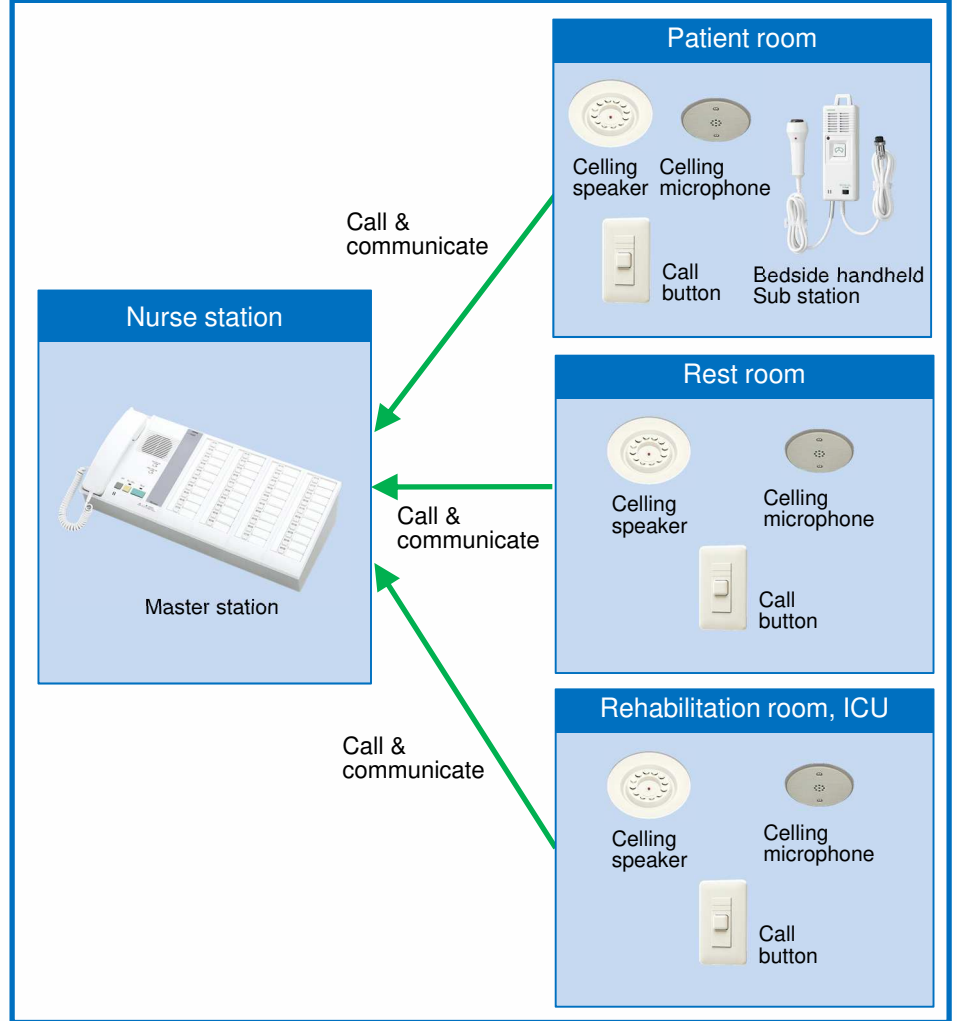 Patient room
Celling
speaker
Celling
microphone
Call
button
Bedside handheld
Sub station
Call &
communicate
Nurse station
Master station
Rest room
Celling
speaker
Celling
microphone
Call
button
Call &
communicate
Rehabilitation room, ICU
Celling
speaker
Celling
microphone
Call
button
Call &
communicate